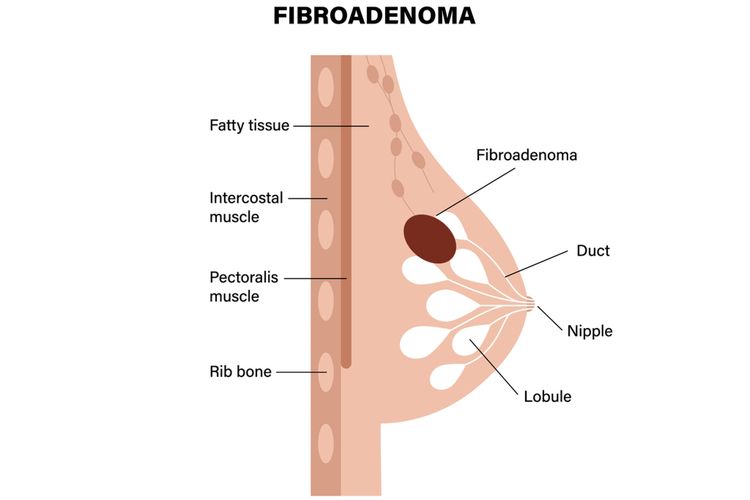 FIBROADENOMA
Fatty tissue
Fibroadenoma
Intercostal
muscle
Duct
Pectoralis
muscle
Nipple
Rib bone
Lobule